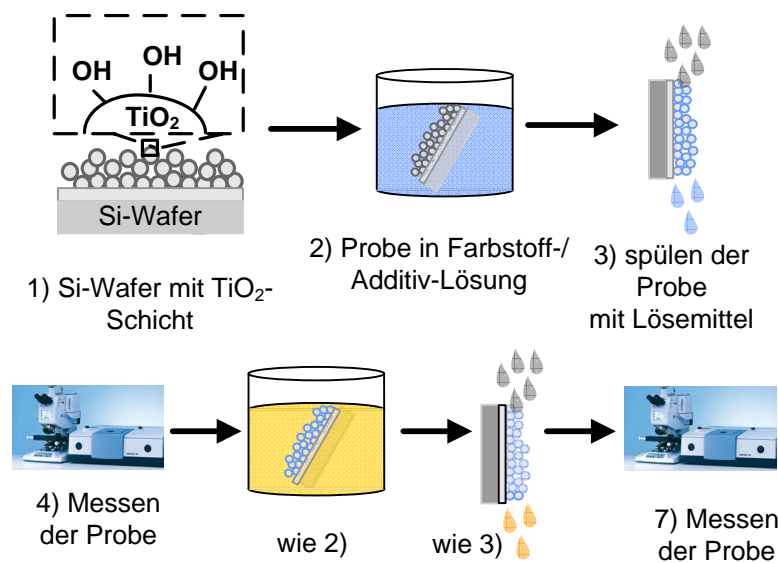 OH
OH
OH
TiO₂
Si-Wafer
1) Si-Wafer mit TiO₂-
Schicht
2) Probe in Farbstoff-/
Additiv-Lösung
3) spülen der
Probe
mit Lösemittel
4) Messen
der Probe
wie 2)
wie 3)
7) Messen
der Probe